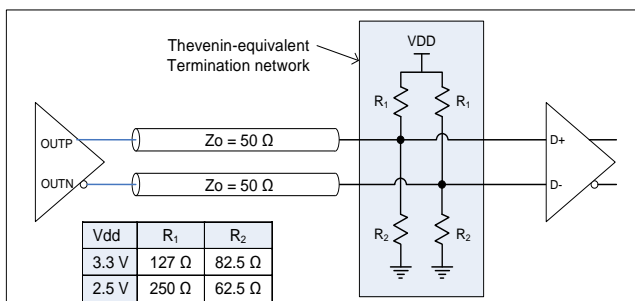 Thevenin-equivalent
Termination network
VDD
R1 R1
OUTP Zo = 50 Ω D+
OUTN Zo = 50 Ω D-
R2 R2
Vdd R1 R2
3.3 V 127 Ω 82.5 Ω
2.5 V 250 Ω 62.5 Ω